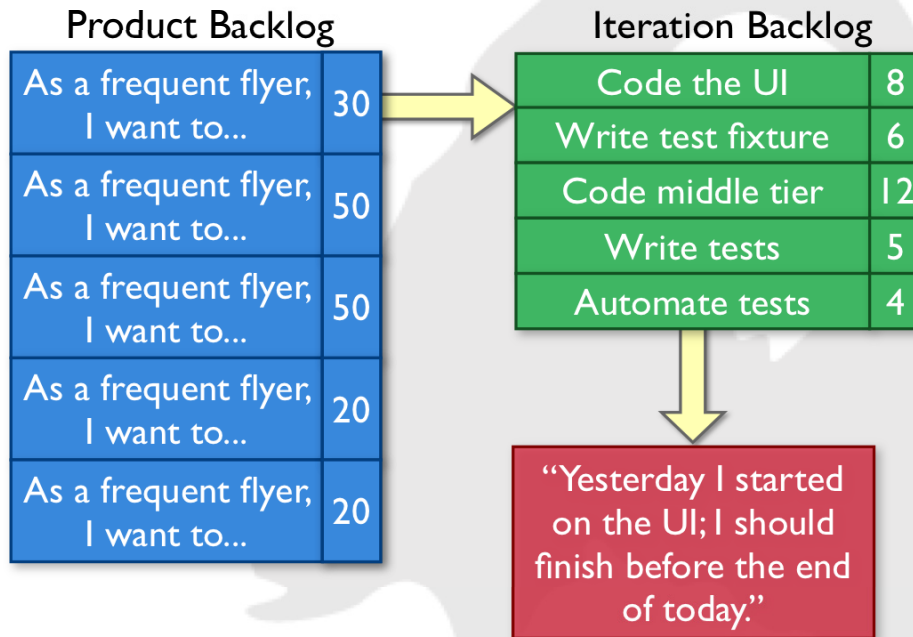 Product Backlog
As a frequent flyer,
I want to...
30
As a frequent flyer,
I want to...
50
As a frequent flyer,
I want to...
50
As a frequent flyer,
I want to...
20
As a frequent flyer,
I want to...
20
Iteration Backlog
Code the UI 8
Write test fixture 6
Code middle tier 12
Write tests 5
Automate tests 4
“Yesterday I started
on the UI; I should
finish before the end
of today.”